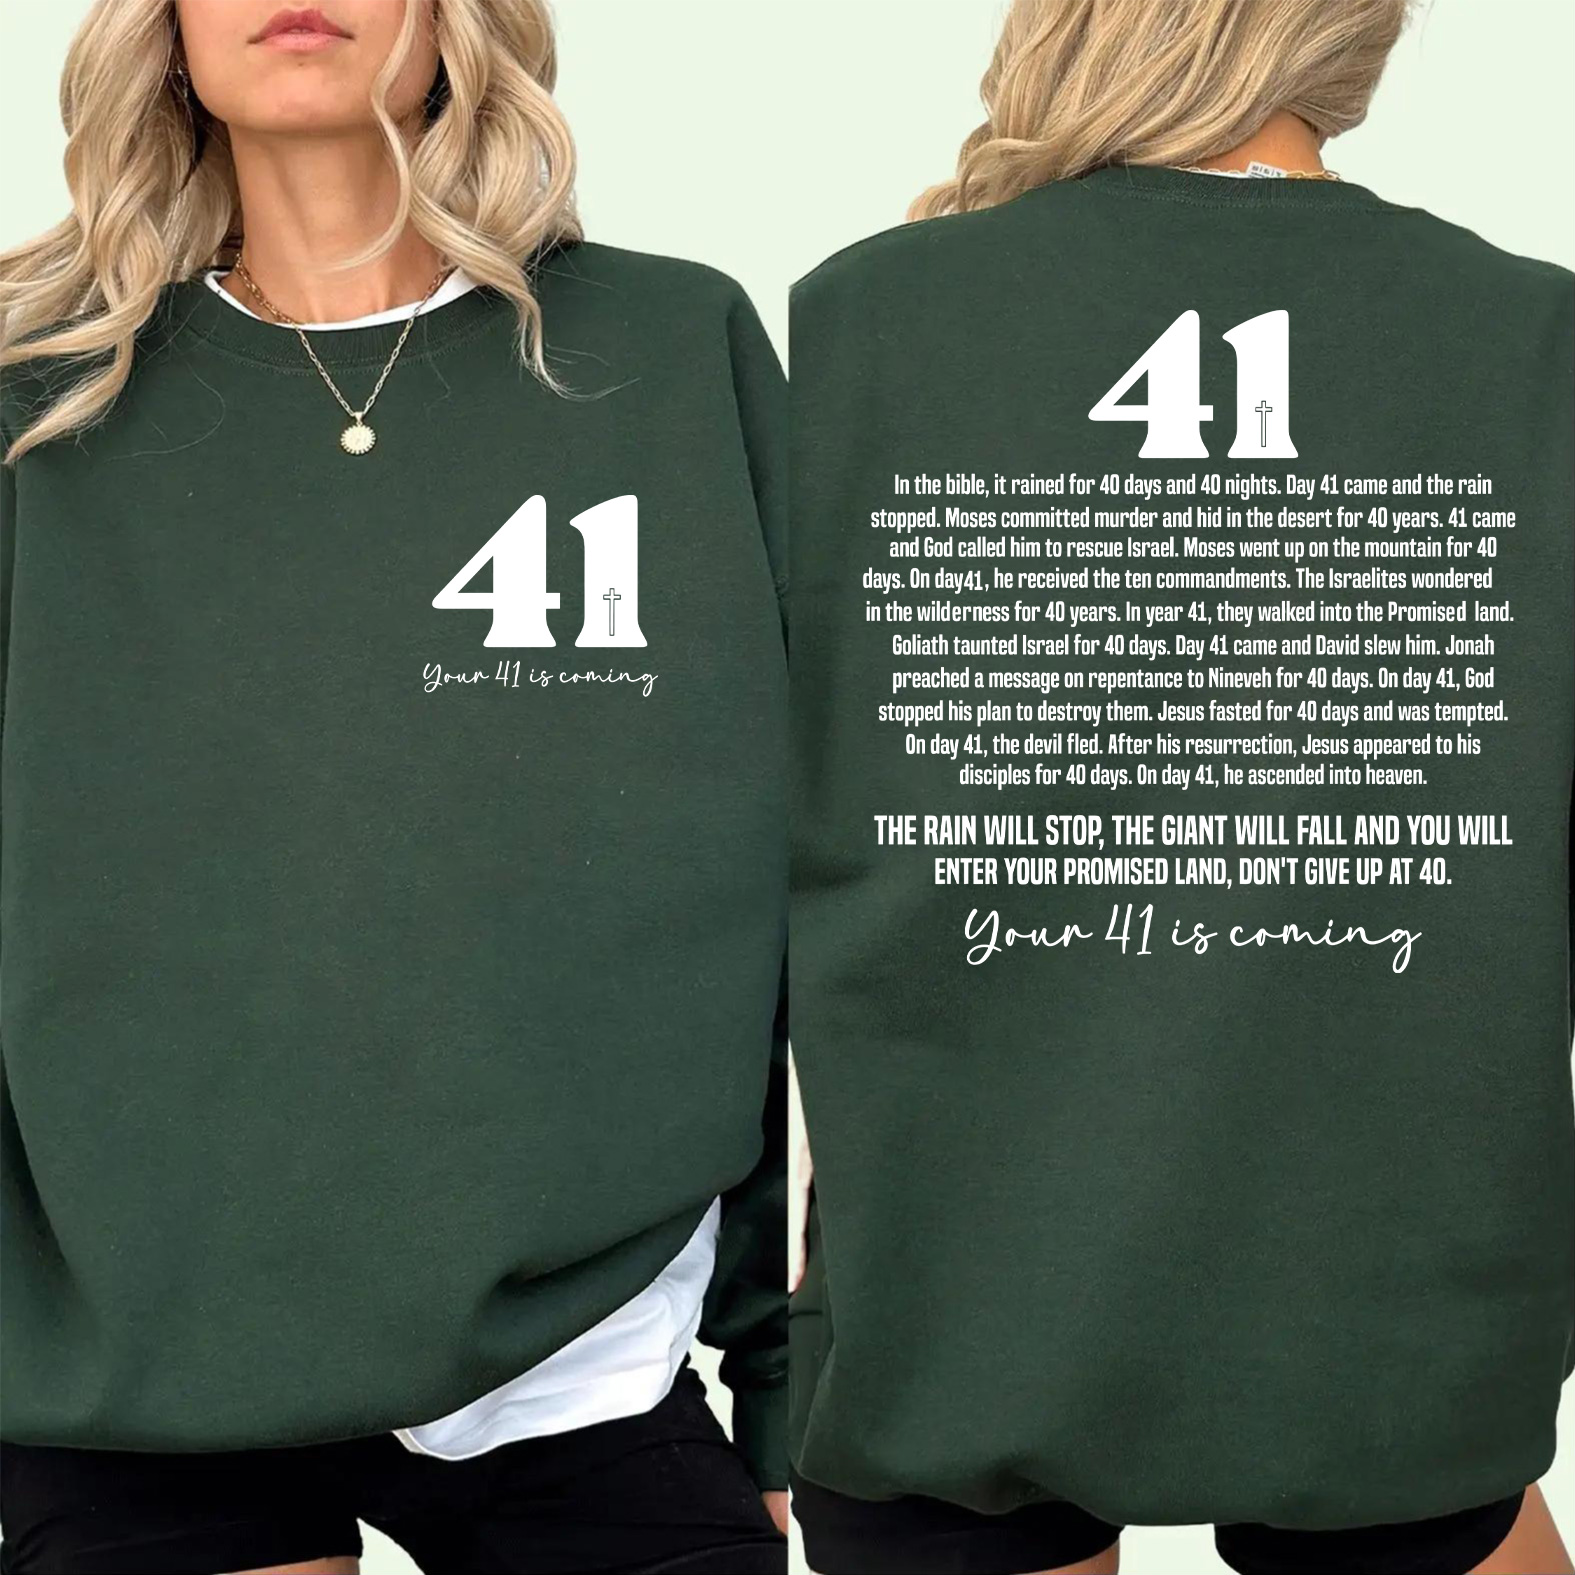 41
Your 41 is coming
41
In the bible, it rained for 40 days and 40 nights. Day 41 came and the rain
stopped. Moses committed murder and hid in the desert for 40 years. 41 came
and God called him to rescue Israel. Moses went up on the mountain for 40
days. On day41, he received the ten commandments. The Israelites wondered
in the wilderness for 40 years. In year 41, they walked into the Promised land.
Goliath taunted Israel for 40 days. Day 41 came and David slew him. Jonah
preached a message on repentance to Nineveh for 40 days. On day 41, God
stopped his plan to destroy them. Jesus fasted for 40 days and was tempted.
On day 41, the devil fled. After his resurrection, Jesus appeared to his
disciples for 40 days. On day 41, he ascended into heaven.
THE RAIN WILL STOP, THE GIANT WILL FALL AND YOU WILL
ENTER YOUR PROMISED LAND, DON'T GIVE UP AT 40.
Your 41 is coming